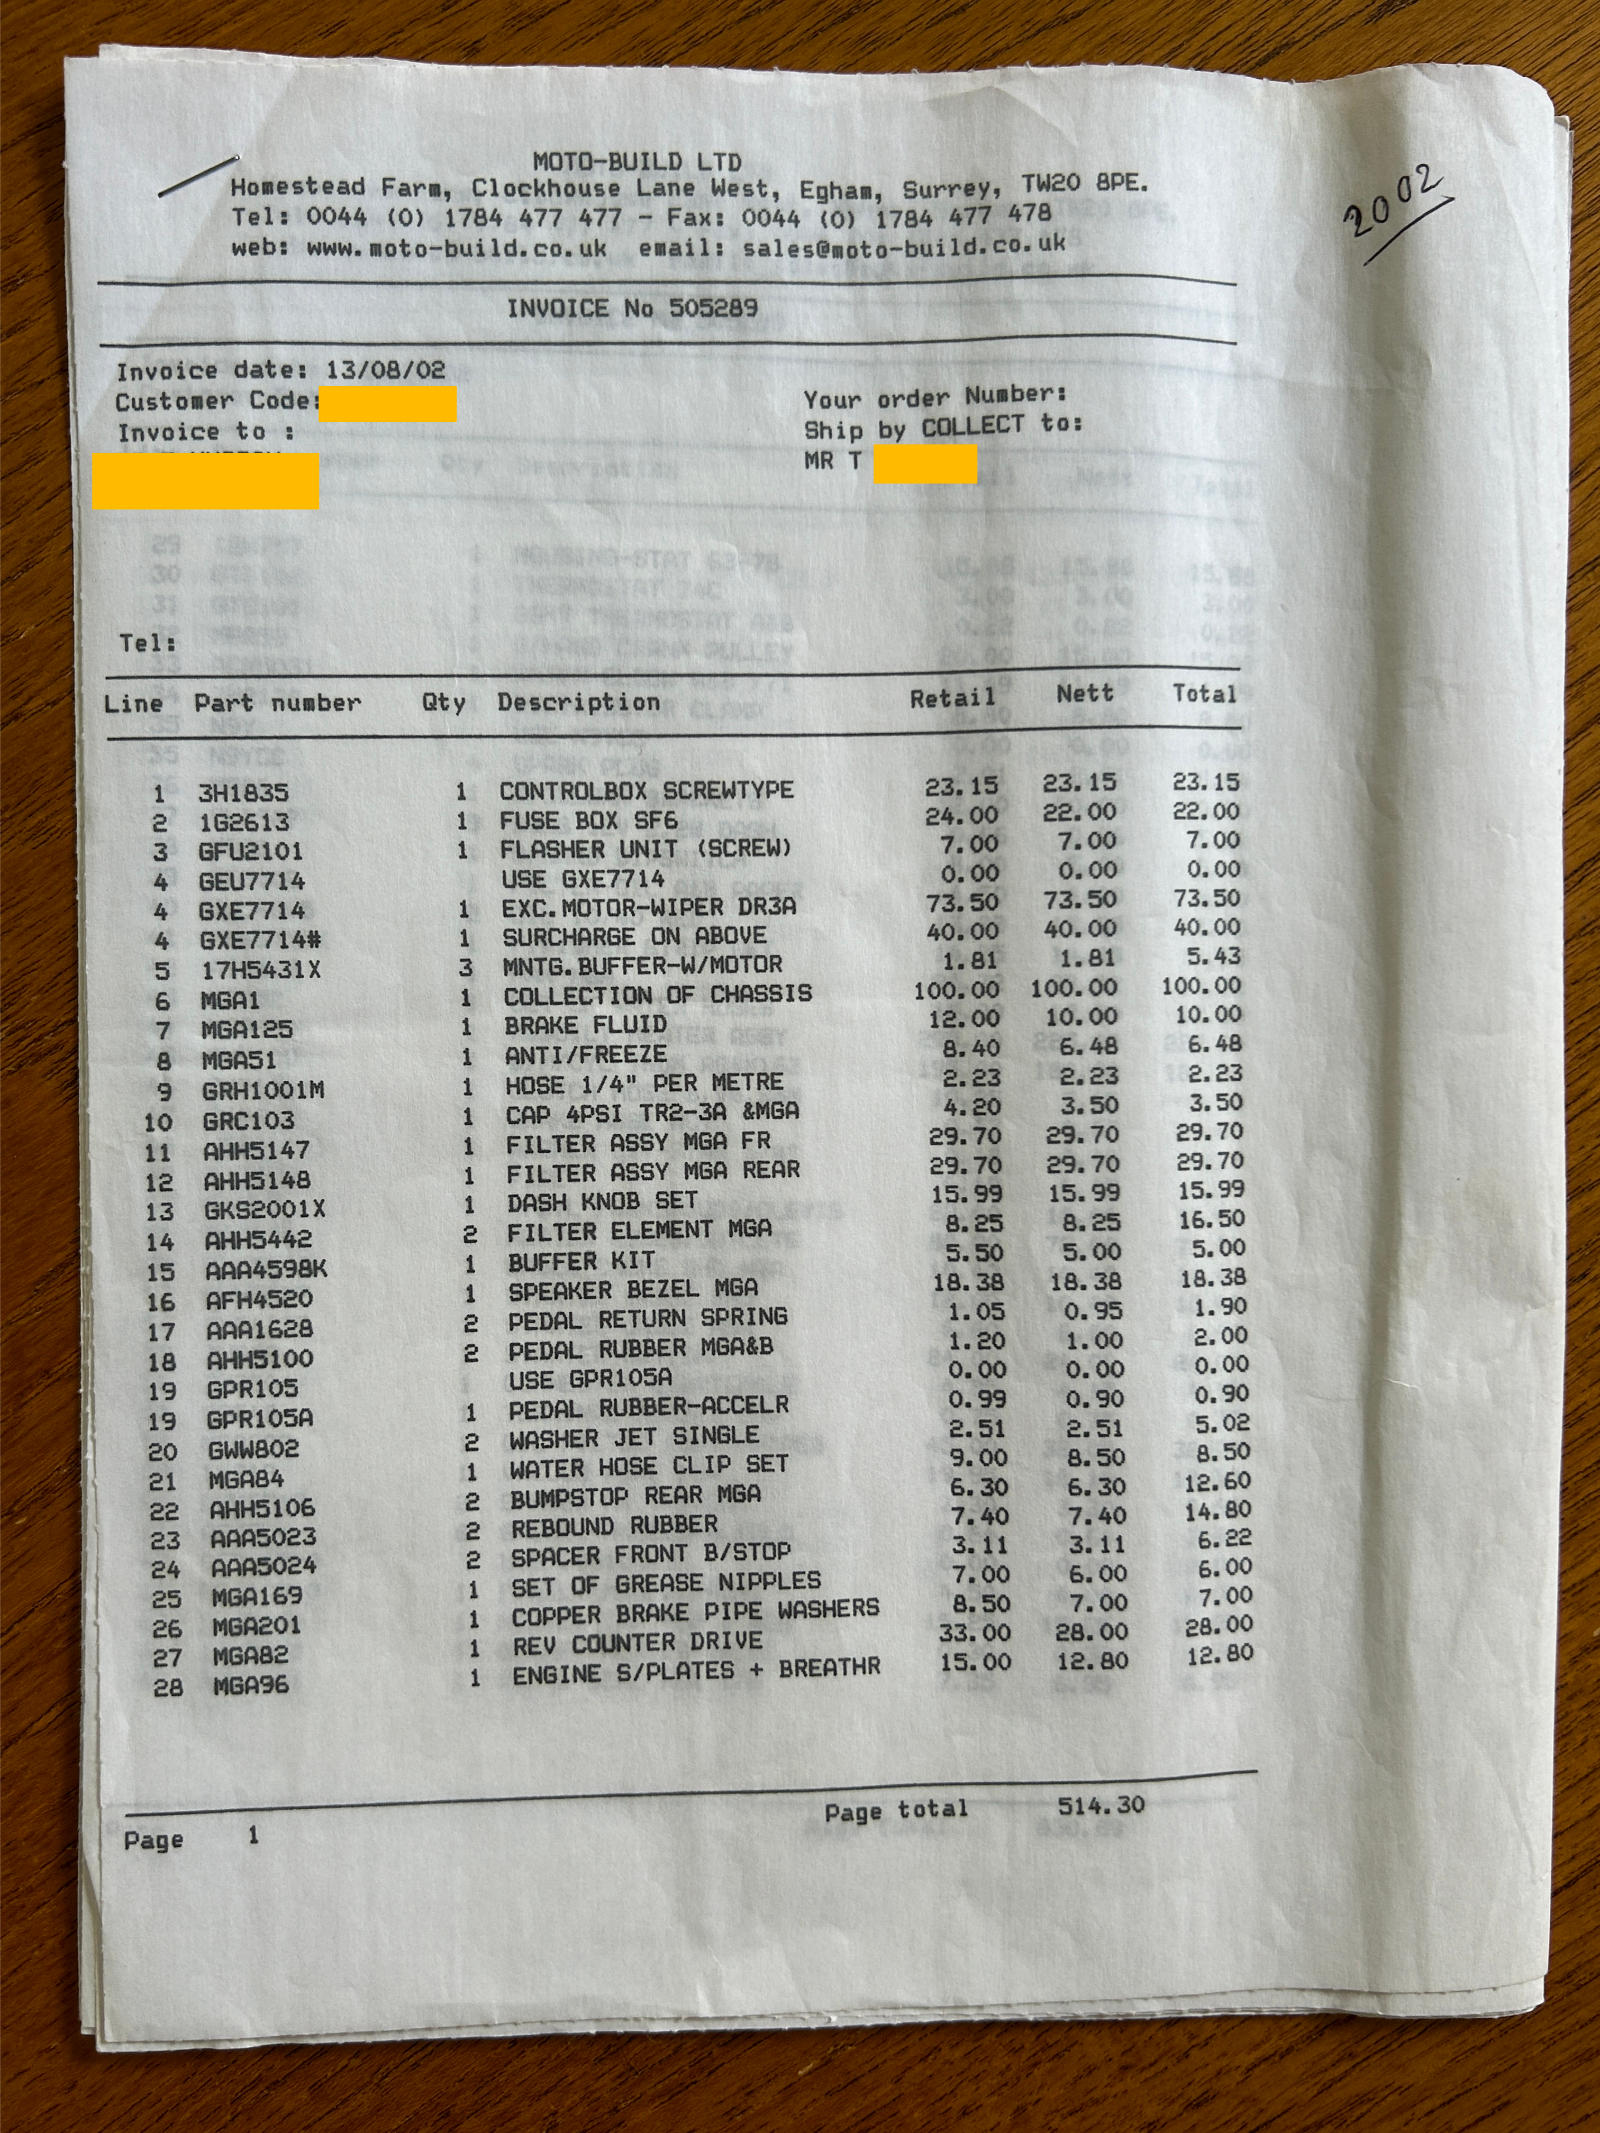 2002
MOTO-BUILD LTD
Homestead Farm, Clockhouse Lane West, Egham, Surrey, TW20 8PE.
Tel: 0044 (0) 1784 477 477 - Fax: 0044 (0) 1784 477 478
web: www.moto-build.co.uk email: sales@moto-build.co.uk
INVOICE No 505289
Invoice date: 13/08/02
Customer Code:
Your order Number:
Invoice to :
Ship by COLLECT to:
MR T
Tel:
Line Part number Qty Description Retail Nett Total
1 3H1835 1 CONTROLBOX SCREWTYPE 23.15 23.15 23.15
2 1G2613 1 FUSE BOX SF6 24.00 22.00 22.00
3 GFU2101 1 FLASHER UNIT (SCREW) 7.00 7.00 7.00
4 GEU7714 USE GXE7714 0.00 0.00 0.00
4 GXE7714 1 EXC.MOTOR-WIPER DR3A 73.50 73.50 73.50
4 GXE7714# 1 SURCHARGE ON ABOVE 40.00 40.00 40.00
5 17H5431X 3 MNTG.BUFFER-W/MOTOR 1.81 1.81 5.43
6 MGA1 1 COLLECTION OF CHASSIS 100.00 100.00 100.00
7 MGA125 1 BRAKE FLUID 12.00 10.00 10.00
8 MGA51 1 ANTI/FREEZE 8.40 6.48 6.48
9 GRH1001M 1 HOSE 1/4" PER METRE 2.23 2.23 2.23
10 GRC103 1 CAP 4PSI TR2-3A &MGA 4.20 3.50 3.50
11 AHH5147 1 FILTER ASSY MGA FR 29.70 29.70 29.70
12 AHH5148 1 FILTER ASSY MGA REAR 29.70 29.70 29.70
13 GKS2001X 1 DASH KNOB SET 15.99 15.99 15.99
14 AHH5442 2 FILTER ELEMENT MGA 8.25 8.25 16.50
15 AAA4598K 1 BUFFER KIT 5.50 5.00 5.00
16 AFH4520 1 SPEAKER BEZEL MGA 18.38 18.38 18.38
17 AAA1628 2 PEDAL RETURN SPRING 1.05 0.95 1.90
18 AHH5100 2 PEDAL RUBBER MGA&B 1.20 1.00 2.00
19 GPR105 USE GPR105A 0.00 0.00 0.00
19 GPR105A 1 PEDAL RUBBER-ACCELR 0.99 0.90 0.90
20 GWW802 2 WASHER JET SINGLE 2.51 2.51 5.02
21 MGA84 1 WATER HOSE CLIP SET 9.00 8.50 8.50
22 AHH5106 2 BUMPSTOP REAR MGA 6.30 6.30 12.60
23 AAA5023 2 REBOUND RUBBER 7.40 7.40 14.80
24 AAA5024 2 SPACER FRONT B/STOP 3.11 3.11 6.22
25 MGA169 1 SET OF GREASE NIPPLES 7.00 6.00 6.00
26 MGA201 1 COPPER BRAKE PIPE WASHERS 8.50 7.00 7.00
27 MGA82 1 REV COUNTER DRIVE 33.00 28.00 28.00
28 MGA96 1 ENGINE S/PLATES + BREATHR 15.00 12.80 12.80
Page total 514.30
Page 1